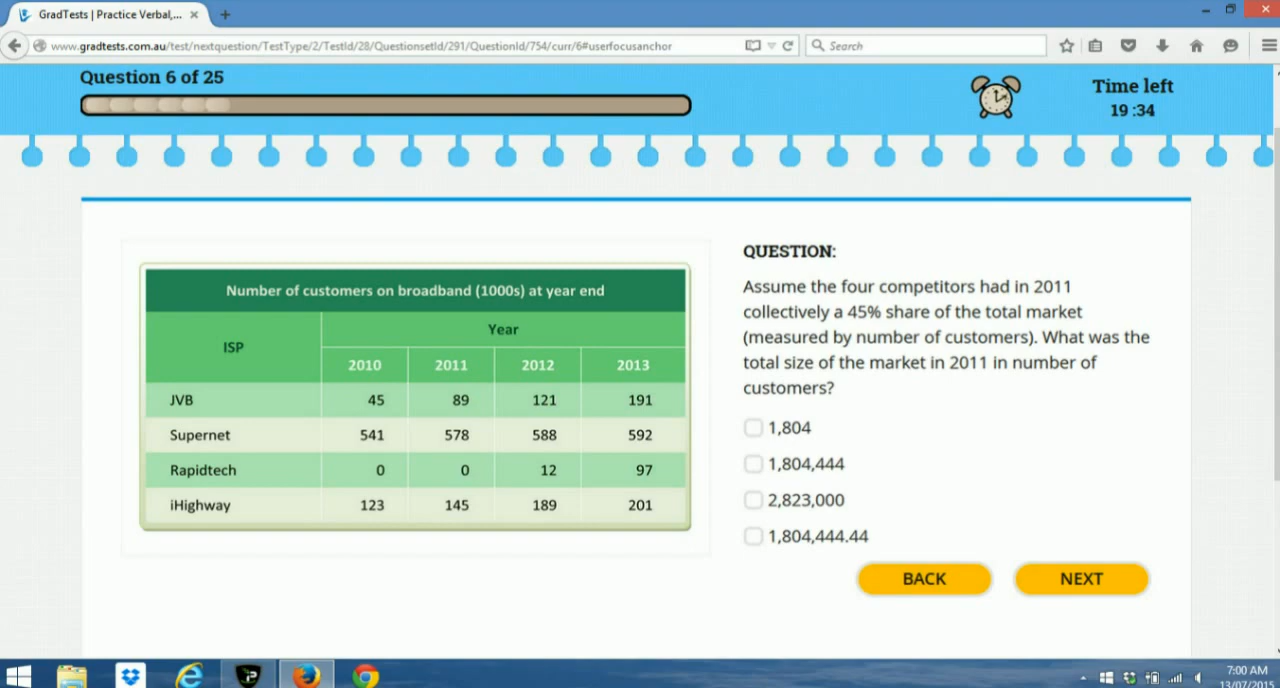 GradTests | Practice Verbal,... ×
www.gradtests.com.au/test/nextquestion/TestType/2/TestId/28/QuestionsetId/291/QuestionId/754/curr/6#userfocusanchor
Search
Question 6 of 25
Time left
19 :34
Number of customers on broadband (1000s) at year end
ISP
Year
2010 2011 2012 2013
JVB 45 89 121 191
Supernet 541 578 588 592
Rapidtech 0 0 12 97
iHighway 123 145 189 201
QUESTION:
Assume the four competitors had in 2011
collectively a 45% share of the total market
(measured by number of customers). What was the
total size of the market in 2011 in number of
customers?
1,804
1,804,444
2,823,000
1,804,444.44
BACK NEXT
7:00 AM
13/07/2015